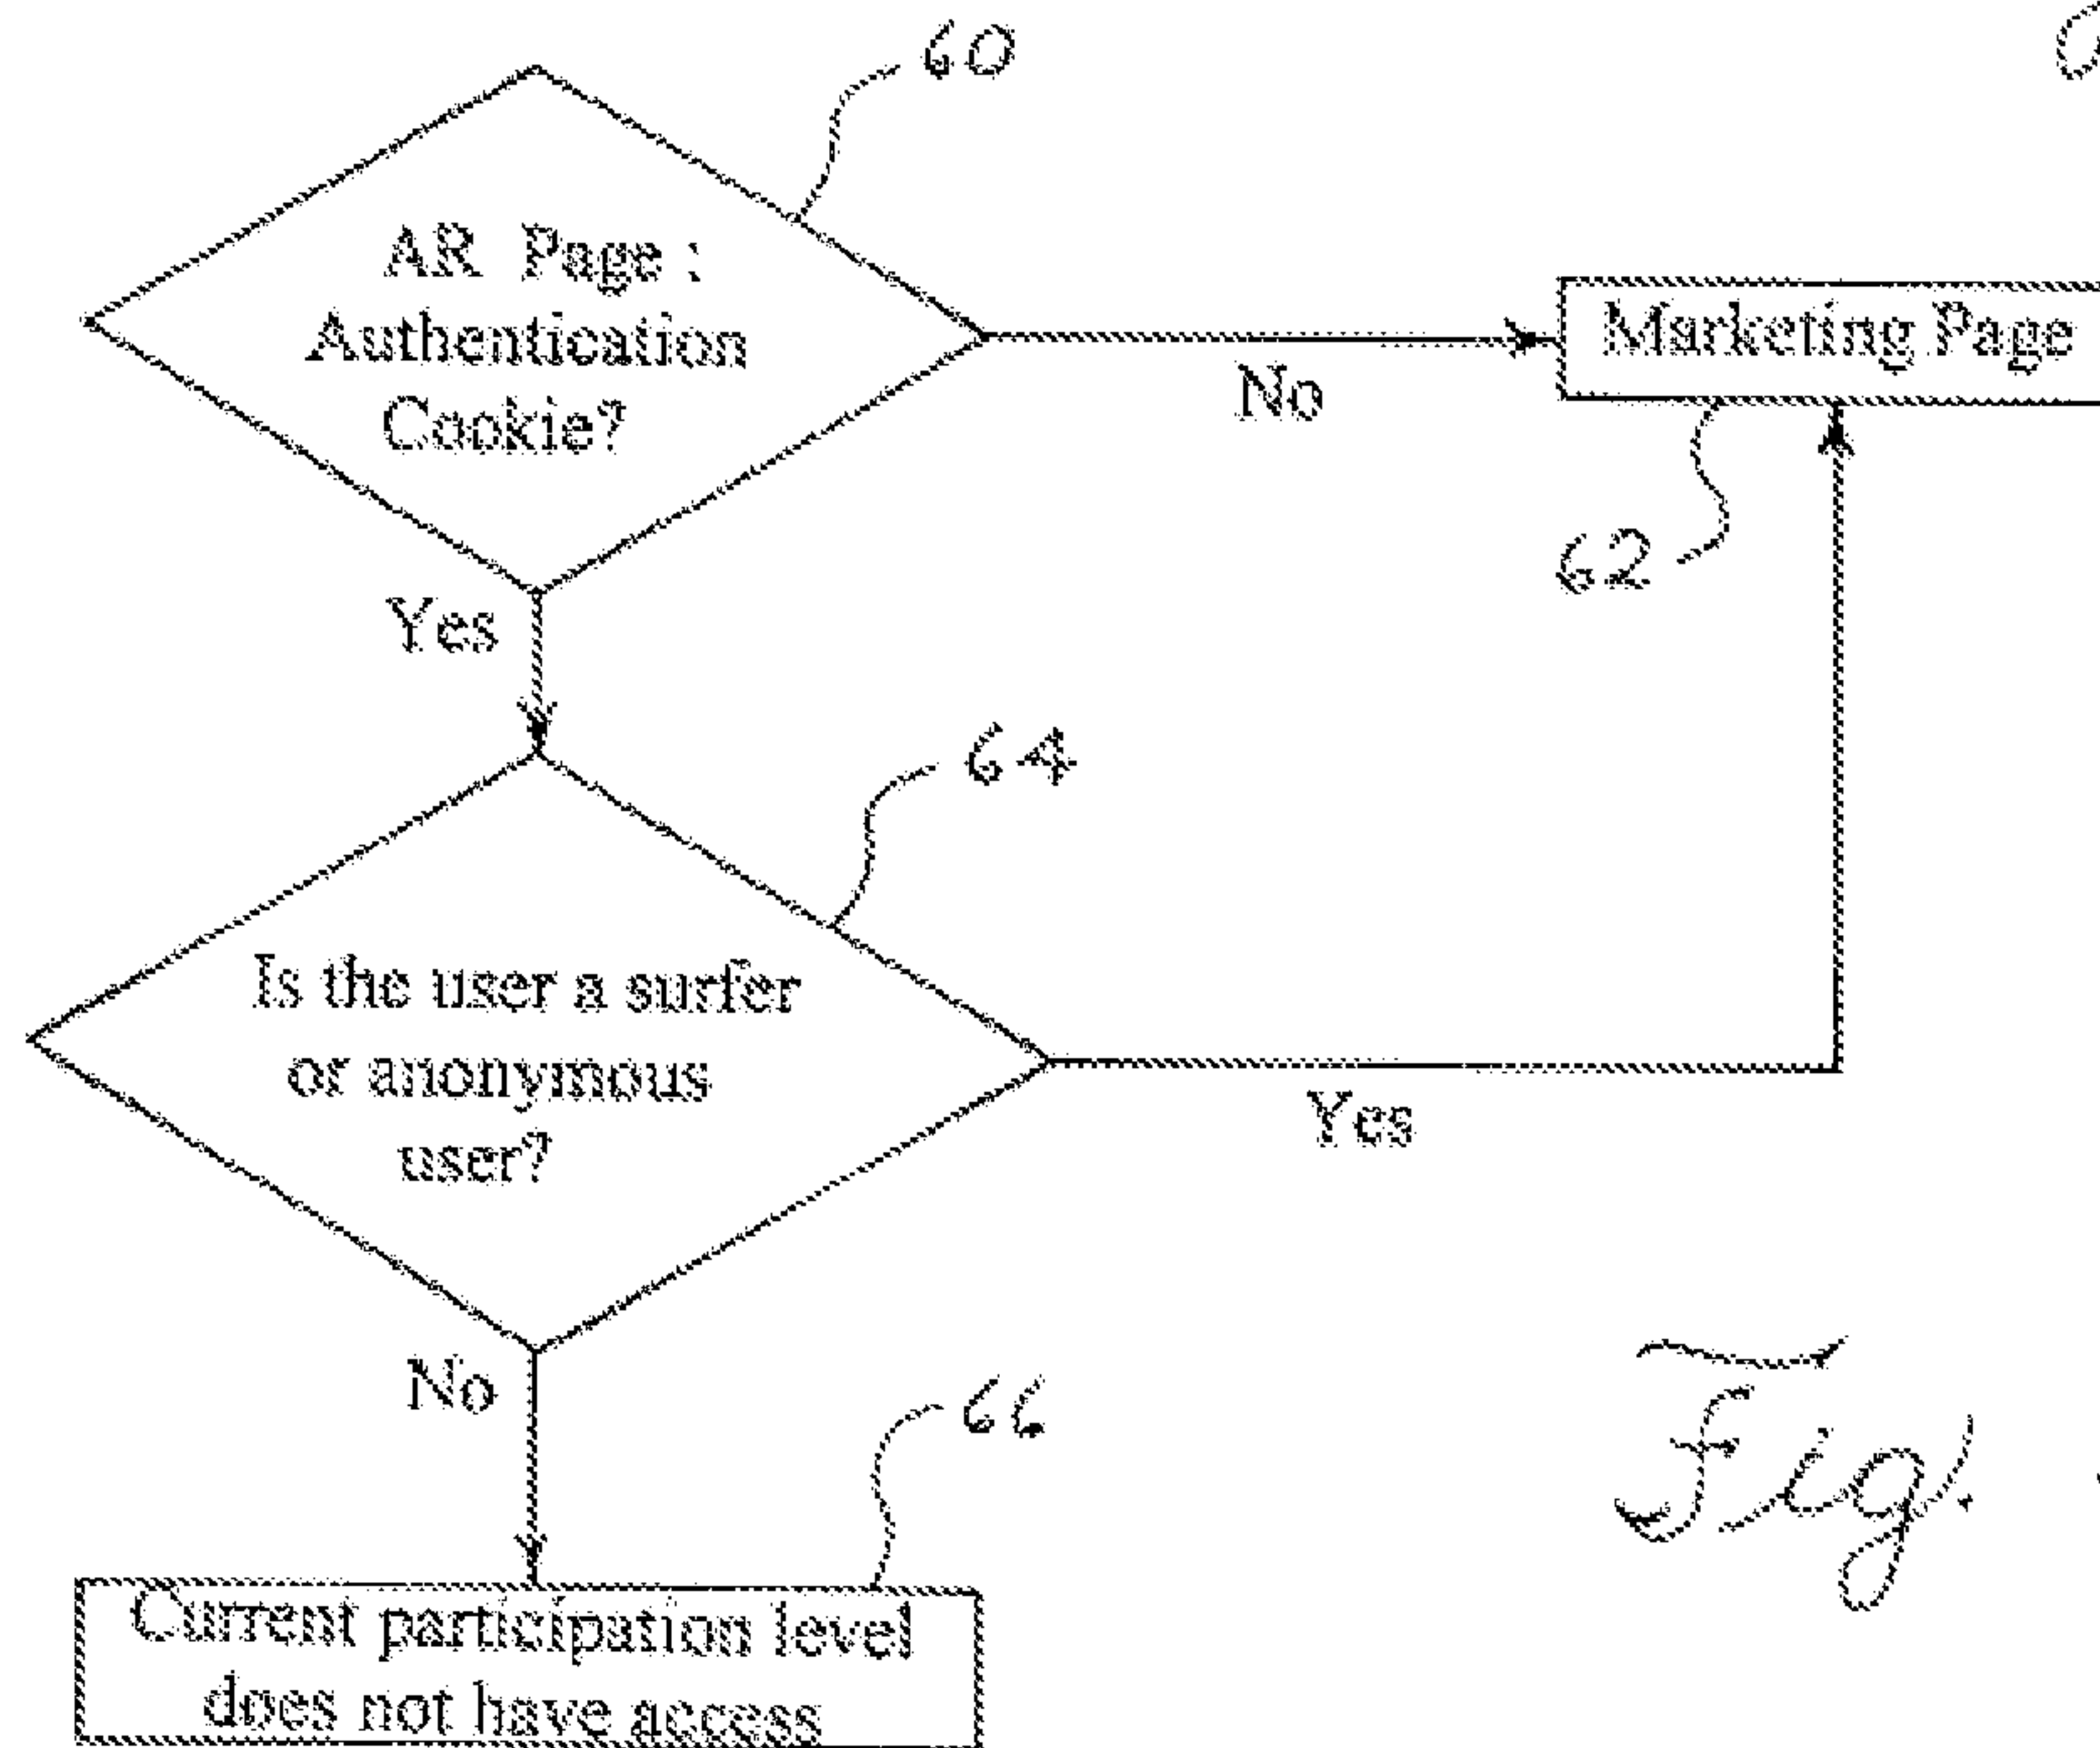 60
AR Page :
Authentication
Cookie?
No
Marketing Page
62
Yes
64
Is the user a surfer
or anonymous
user?
Yes
No
66
Current participation level
does not have access
Fig.